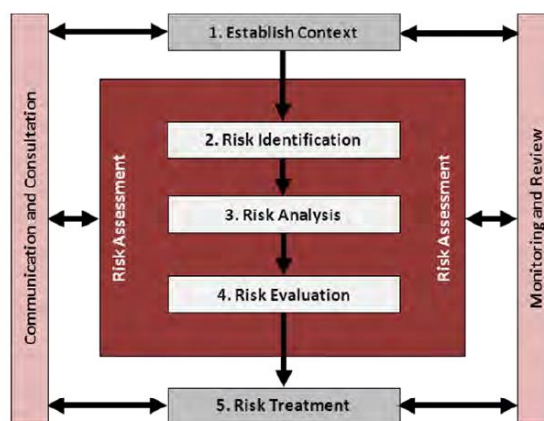 1. Establish Context
Communication and Consultation
Risk Assessment
2. Risk Identification
3. Risk Analysis
4. Risk Evaluation
Risk Assessment
Monitoring and Review
5. Risk Treatment